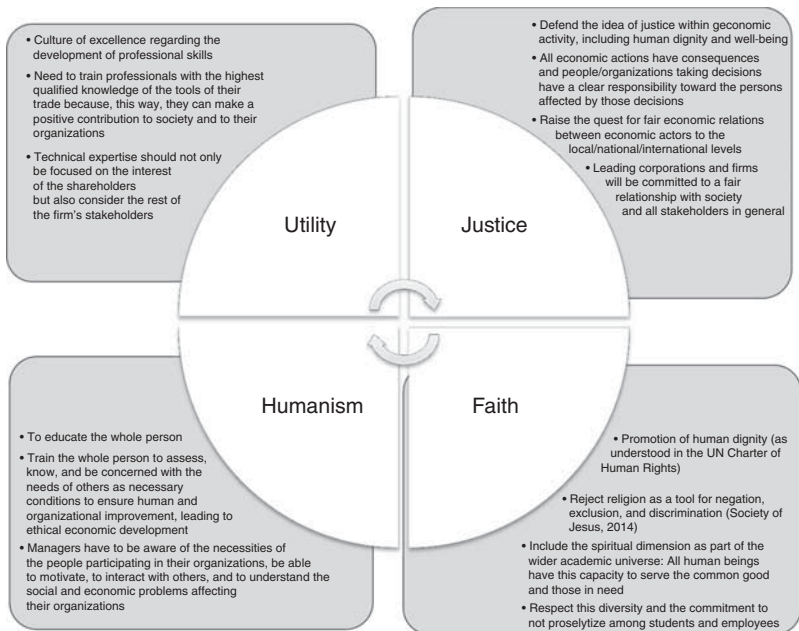 • Culture of excellence regarding the
development of professional skills
• Need to train professionals with the highest
qualified knowledge of the tools of their
trade because, this way, they can make a
positive contribution to society and to their
organizations
• Technical expertise should not only
be focused on the interest
of the shareholders
but also consider the rest of
the firm's stakeholders
Utility
• Defend the idea of justice within geconomic
activity, including human dignity and well-being
• All economic actions have consequences
and people/organizations taking decisions
have a clear responsibility toward the persons
affected by those decisions
• Raise the quest for fair economic relations
between economic actors to the
local/national/international levels
• Leading corporations and firms
will be committed to a fair
relationship with society
and all stakeholders in general
Justice
Humanism
• To educate the whole person
• Train the whole person to assess,
know, and be concerned with the
needs of others as necessary
conditions to ensure human and
organizational improvement, leading to
ethical economic development
• Managers have to be aware of the necessities of
the people participating in their organizations, be able
to motivate, to interact with others, and to understand the
social and economic problems affecting
their organizations
Faith
• Promotion of human dignity (as
understood in the UN Charter of
Human Rights)
• Reject religion as a tool for negation,
exclusion, and discrimination (Society of
Jesus, 2014)
• Include the spiritual dimension as part of the
wider academic universe: All human beings
have this capacity to serve the common good
and those in need
• Respect this diversity and the commitment to
not proselytize among students and employees